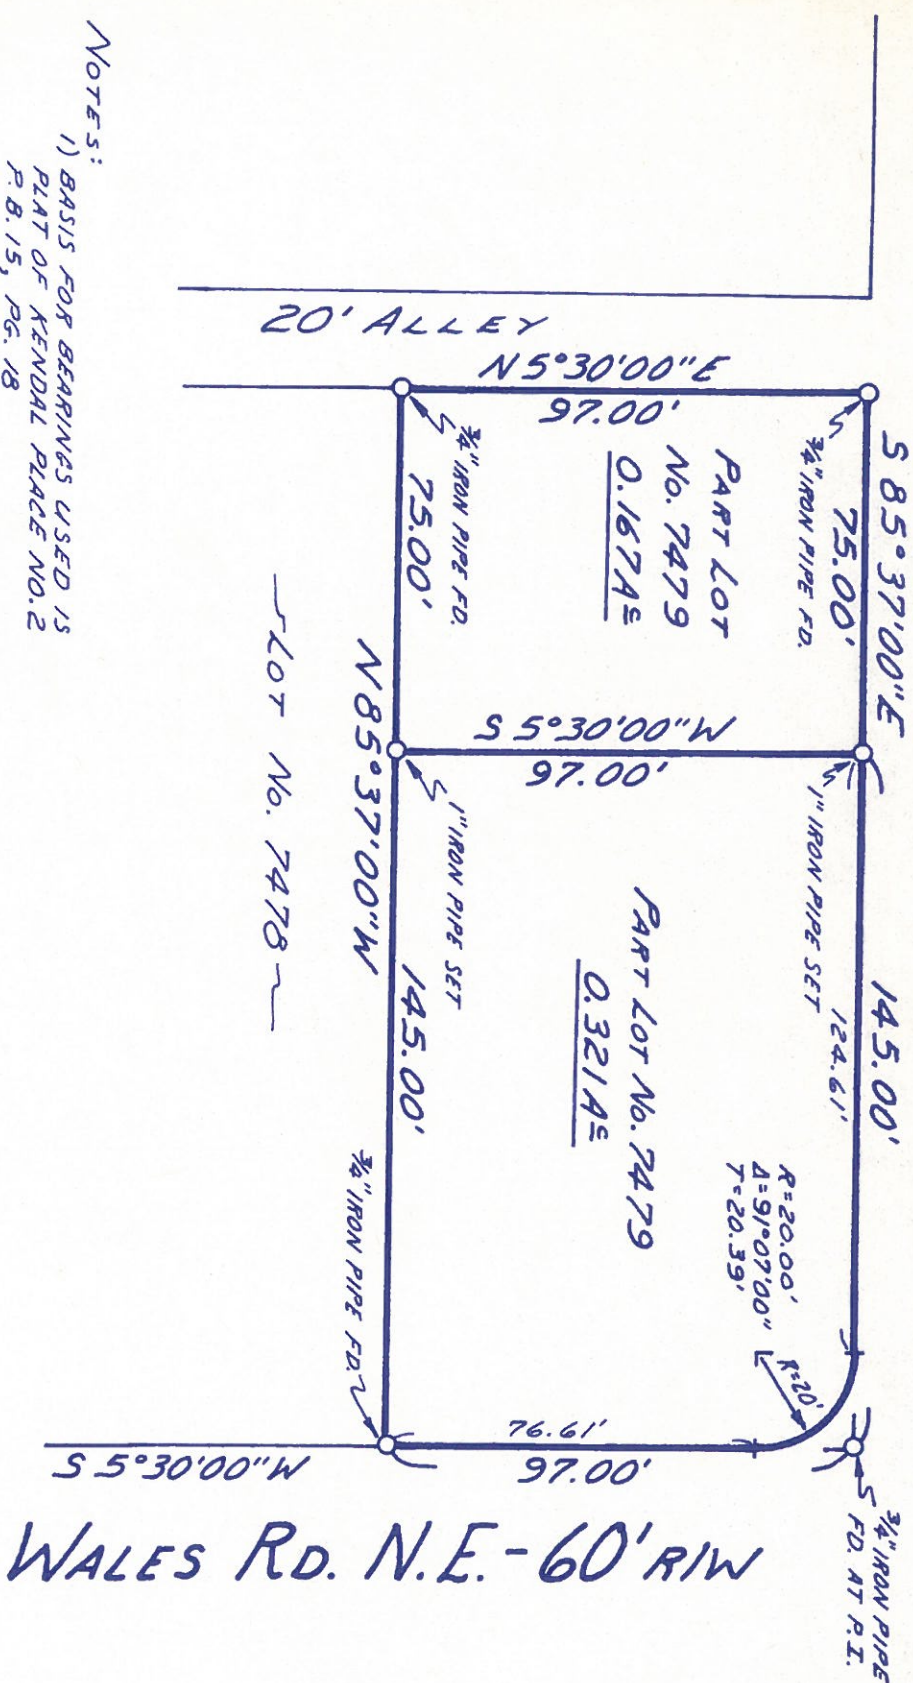 S 85°37'00"E
75.00'
145.00'
124.61'
3/4" IRON PIPE FD.
1" IRON PIPE SET
3/4" IRON PIPE
FD. AT P.I.
20' ALLEY
N 5°30'00"E
97.00'
PART LOT
No. 7479
0.167 AC
S 5°30'00"W
97.00'
PART LOT No. 7479
0.321 AC
R=20.00'
Δ=91°07'00"
T=20.39'
R=20'
76.61'
97.00'
S 5°30'00"W
WALES RD. N.E.-60' R/W
3/4" IRON PIPE FD.
75.00'
1" IRON PIPE SET
145.00'
3/4" IRON PIPE FD.
N 85°37'00"W
LOT No. 7478
NOTES:
1) BASIS FOR BEARINGS USED IS
PLAT OF KENDAL PLACE NO.2
P.B. 15, PG. 18